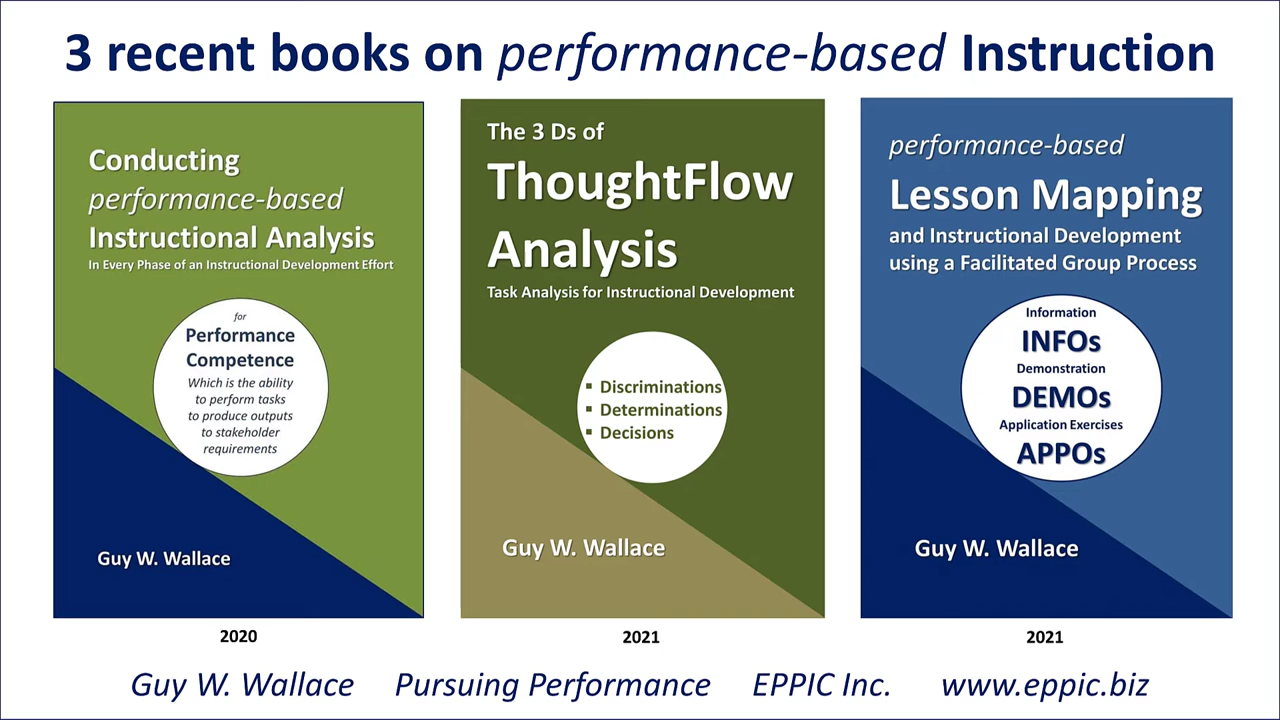 3 recent books on performance-based Instruction
Conducting
performance-based
Instructional Analysis
In Every Phase of an Instructional Development Effort
for
Performance
Competence
Which is the ability
to perform tasks
to produce outputs
to stakeholder
requirements
Guy W. Wallace
2020
The 3 Ds of
ThoughtFlow
Analysis
Task Analysis for Instructional Development
▪ Discriminations
▪ Determinations
▪ Decisions
Guy W. Wallace
2021
performance-based
Lesson Mapping
and Instructional Development
using a Facilitated Group Process
Information
INFOs
Demonstration
DEMOs
Application Exercises
APPOs
Guy W. Wallace
2021
Guy W. Wallace Pursuing Performance EPPIC Inc. www.eppic.biz